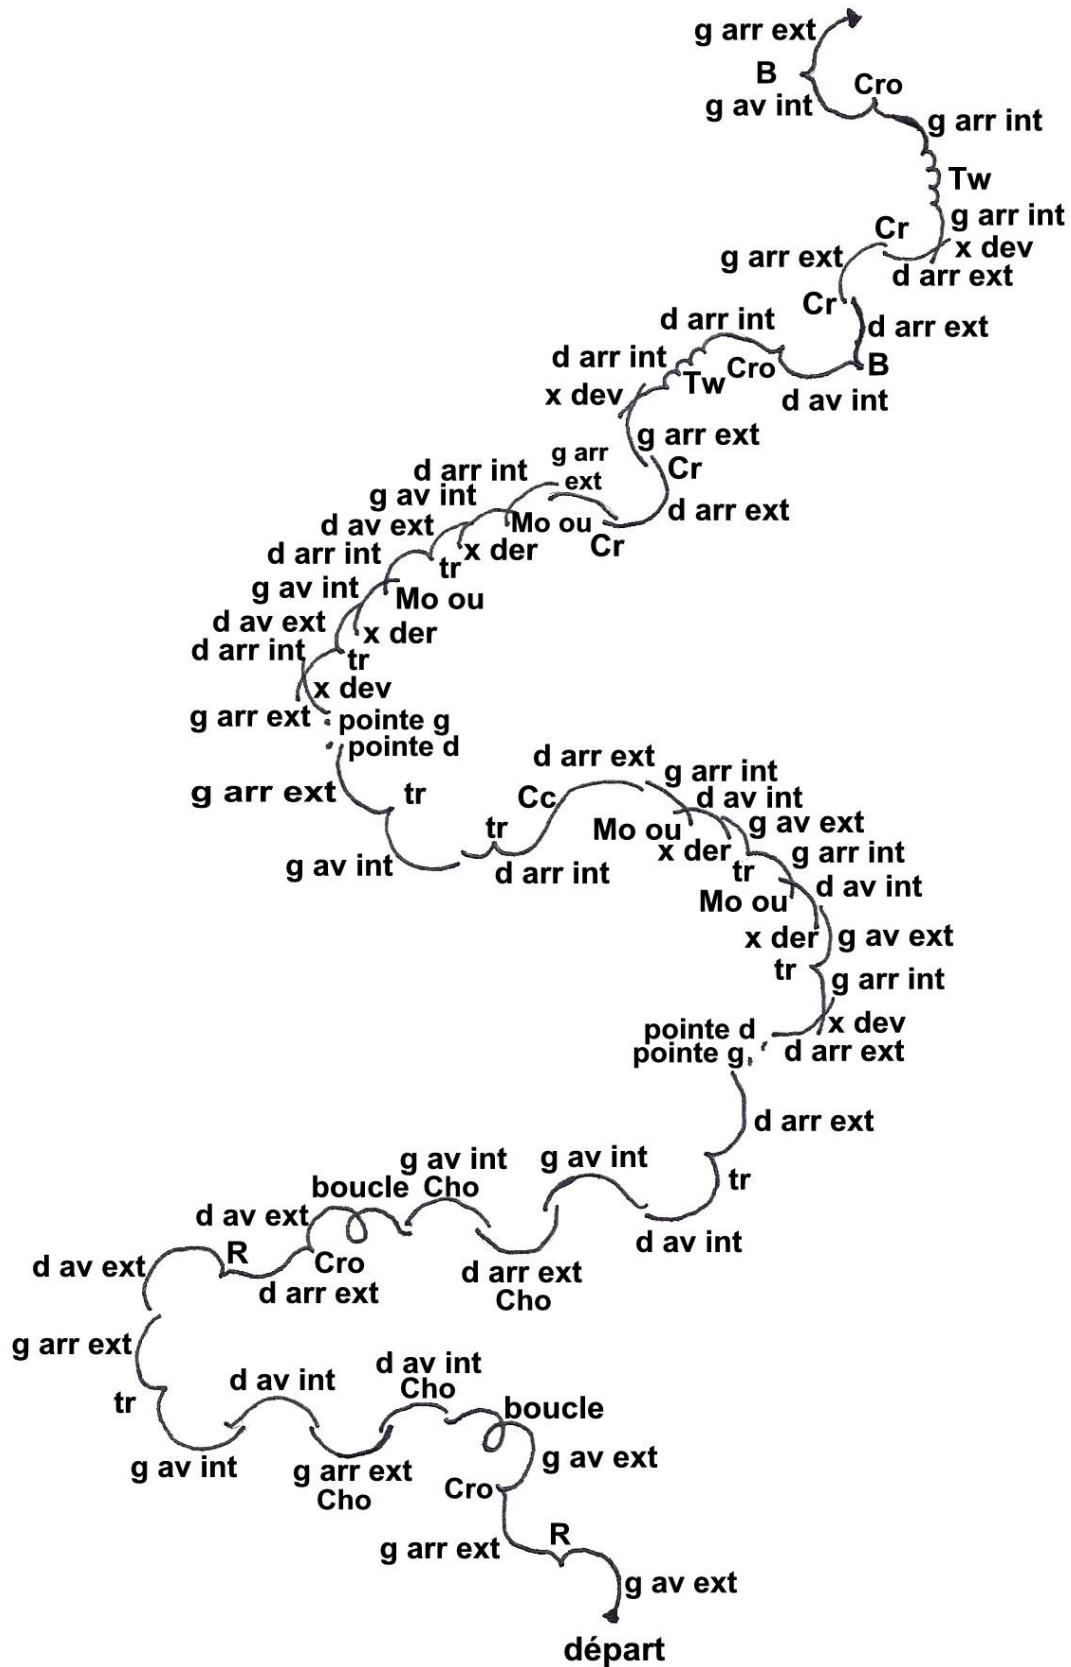 g arr ext
B
Cro
g av int
g arr int
Tw
g arr int
Cr
x dev
g arr ext
d arr ext
Cr
d arr int
d arr ext
d arr int
Cro
B
Tw
x dev
d av int
g arr ext
g arr
ext
Cr
d arr int
g av int
d arr ext
Mo ou
d av ext
Cr
x der
d arr int
tr
g av int
Mo ou
d av ext
x der
d arr int
tr
x dev
g arr ext
pointe g
pointe d
d arr ext
g arr int
g arr ext
tr
Cc
d av int
g av ext
tr
Mo ou
x der
g arr int
g av int
d arr int
tr
d av int
Mo ou
x der
g av ext
tr
g arr int
x dev
pointe d
pointe g
d arr ext
d arr ext
g av int
g av int
tr
boucle
Cho
d av ext
R
d av int
d av ext
Cro
d arr ext
Cho
d arr ext
g arr ext
d av int
Cho
d av int
tr
boucle
g av int
g arr ext
Cho
g av ext
Cro
R
g arr ext
g av ext
départ